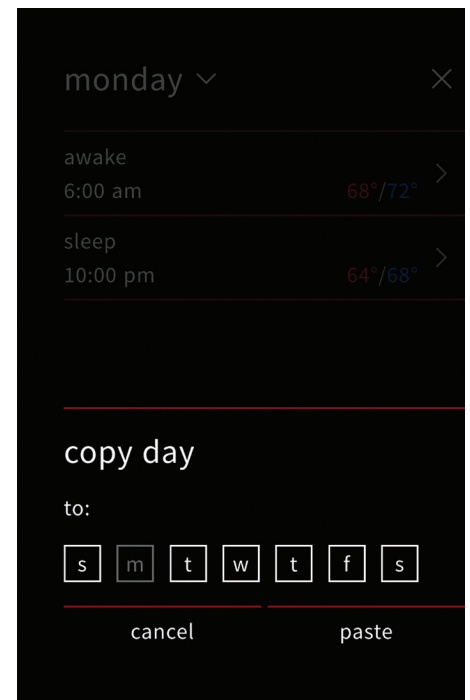 monday
awake
6:00 am 68°/72°
sleep
10:00 pm 64°/68°
copy day
to:
s m t w t f s
cancel paste